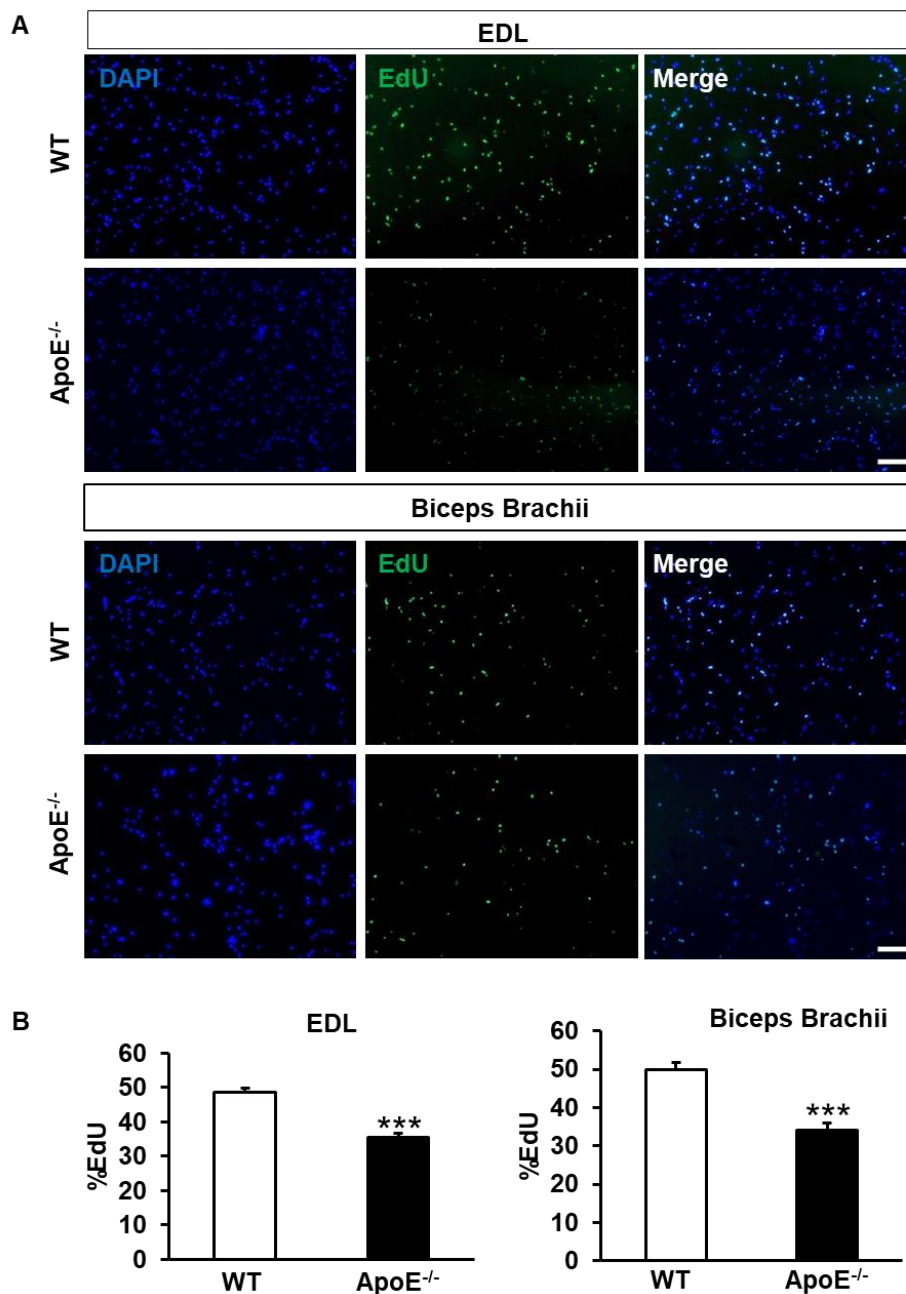 A
EDL
DAPI EdU Merge
WT
ApoE-/-
Biceps Brachii
DAPI EdU Merge
WT
ApoE-/-
B
EDL
%EdU
60
50
40
30
20
10
0
***
WT ApoE-/-
Biceps Brachii
%EdU
60
50
40
30
20
10
0
***
WT ApoE-/-